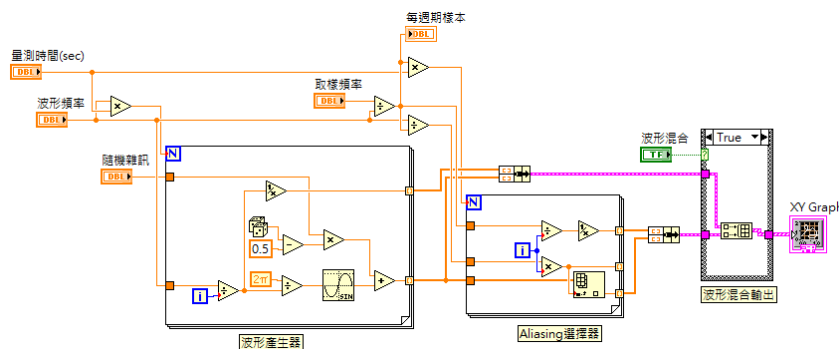 每週期樣本
DBL
量測時間(sec)
DBL
取樣頻率
DBL
波形頻率
DBL
波形混合
TF
True
?
隨機雜訊
DBL
N
N
XY Graph
0.5
i
2π
SIN
i
波形產生器
Aliasing選擇器
波形混合輸出